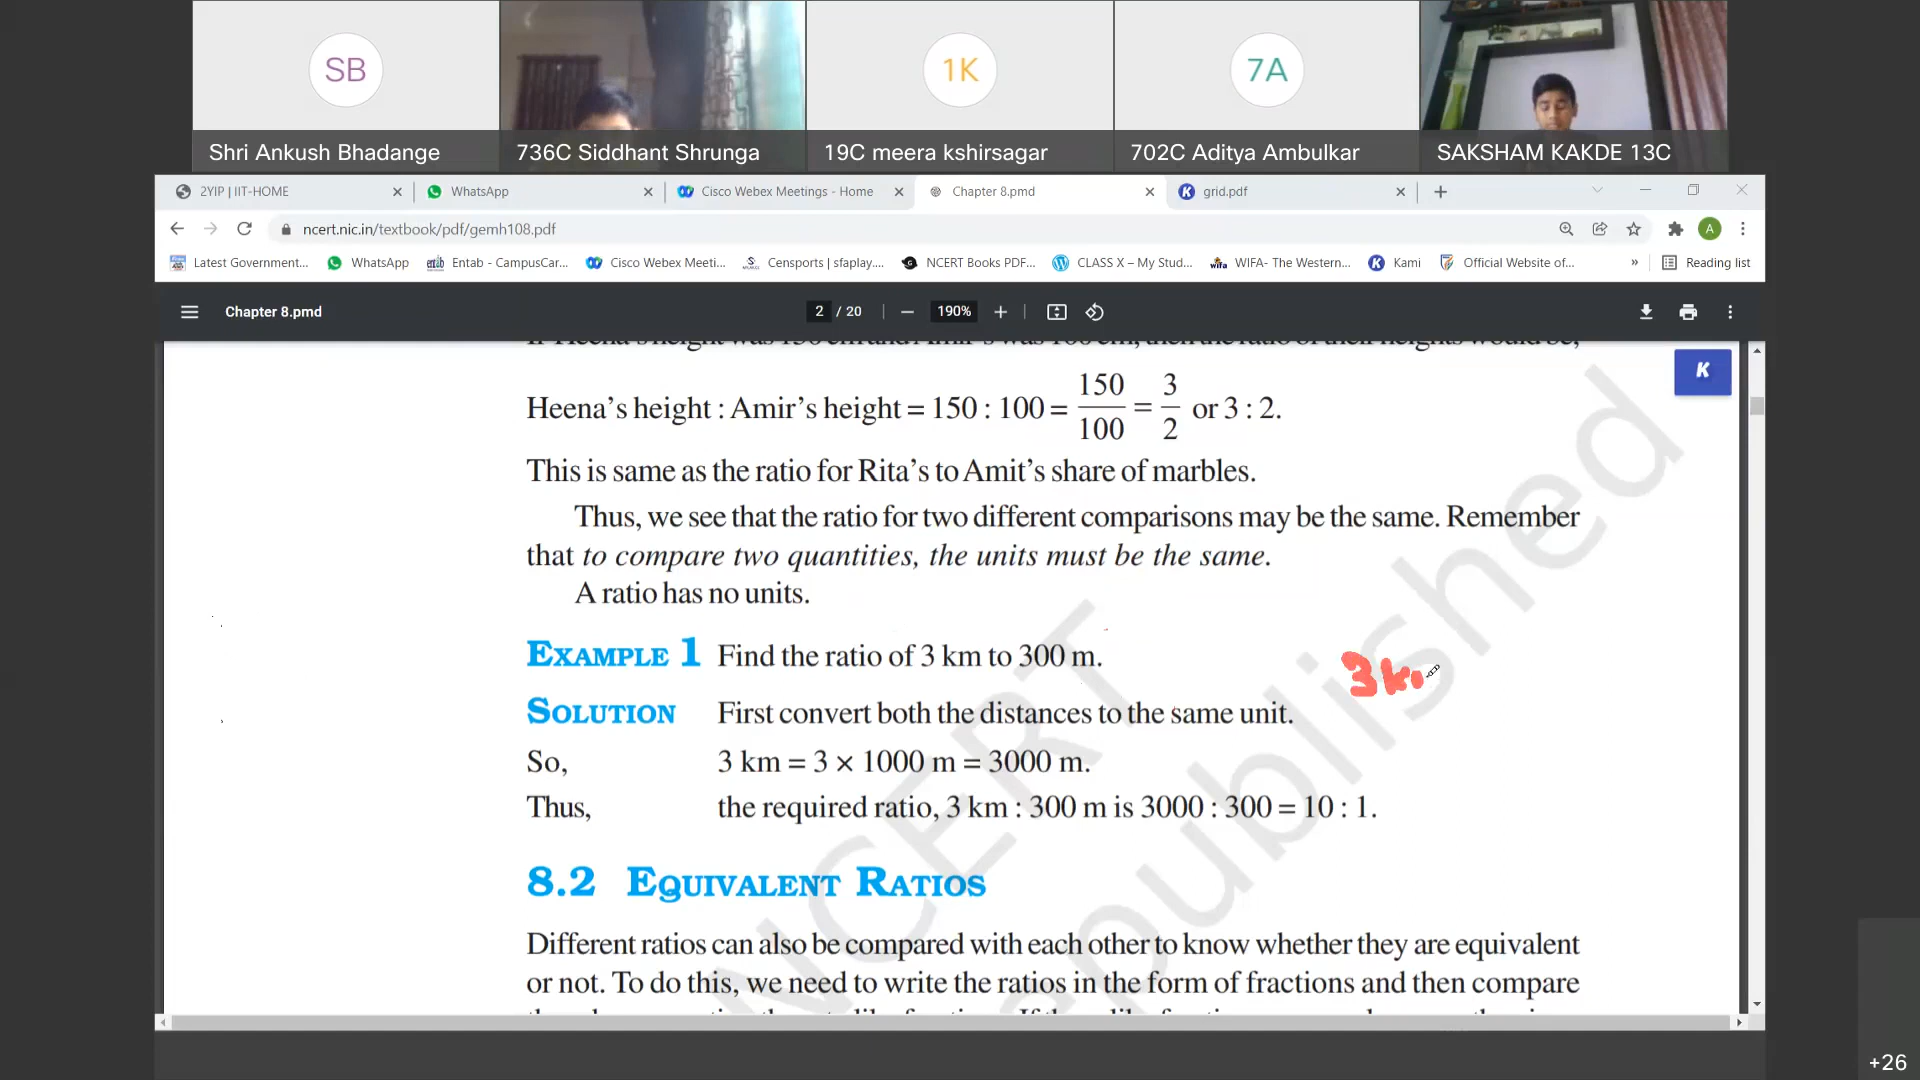 SB
1K
7A
Shri Ankush Bhadange
736C Siddhant Shrunga
19C meera kshirsagar
702C Aditya Ambulkar
SAKSHAM KAKDE 13C
2YIP | IIT-HOME
WhatsApp
Cisco Webex Meetings - Home
Chapter 8.pmd
grid.pdf
ncert.nic.in/textbook/pdf/gemh108.pdf
A
Latest Government...
WhatsApp
Entab - CampusCar...
Cisco Webex Meeti...
Censports | sfaplay....
NCERT Books PDF...
CLASS X – My Stud...
WIFA- The Western...
Kami
Official Website of...
»
Reading list
Chapter 8.pmd
2 / 20
190%
K
Heena's height : Amir's height = 150 : 100 = 150/100 = 3/2 or 3 : 2.
This is same as the ratio for Rita's to Amit's share of marbles.
Thus, we see that the ratio for two different comparisons may be the same. Remember
that to compare two quantities, the units must be the same.
A ratio has no units.
EXAMPLE 1 Find the ratio of 3 km to 300 m.
3k
SOLUTION First convert both the distances to the same unit.
So, 3 km = 3 × 1000 m = 3000 m.
Thus, the required ratio, 3 km : 300 m is 3000 : 300 = 10 : 1.
8.2 EQUIVALENT RATIOS
Different ratios can also be compared with each other to know whether they are equivalent
or not. To do this, we need to write the ratios in the form of fractions and then compare
NCERT
republished
+26